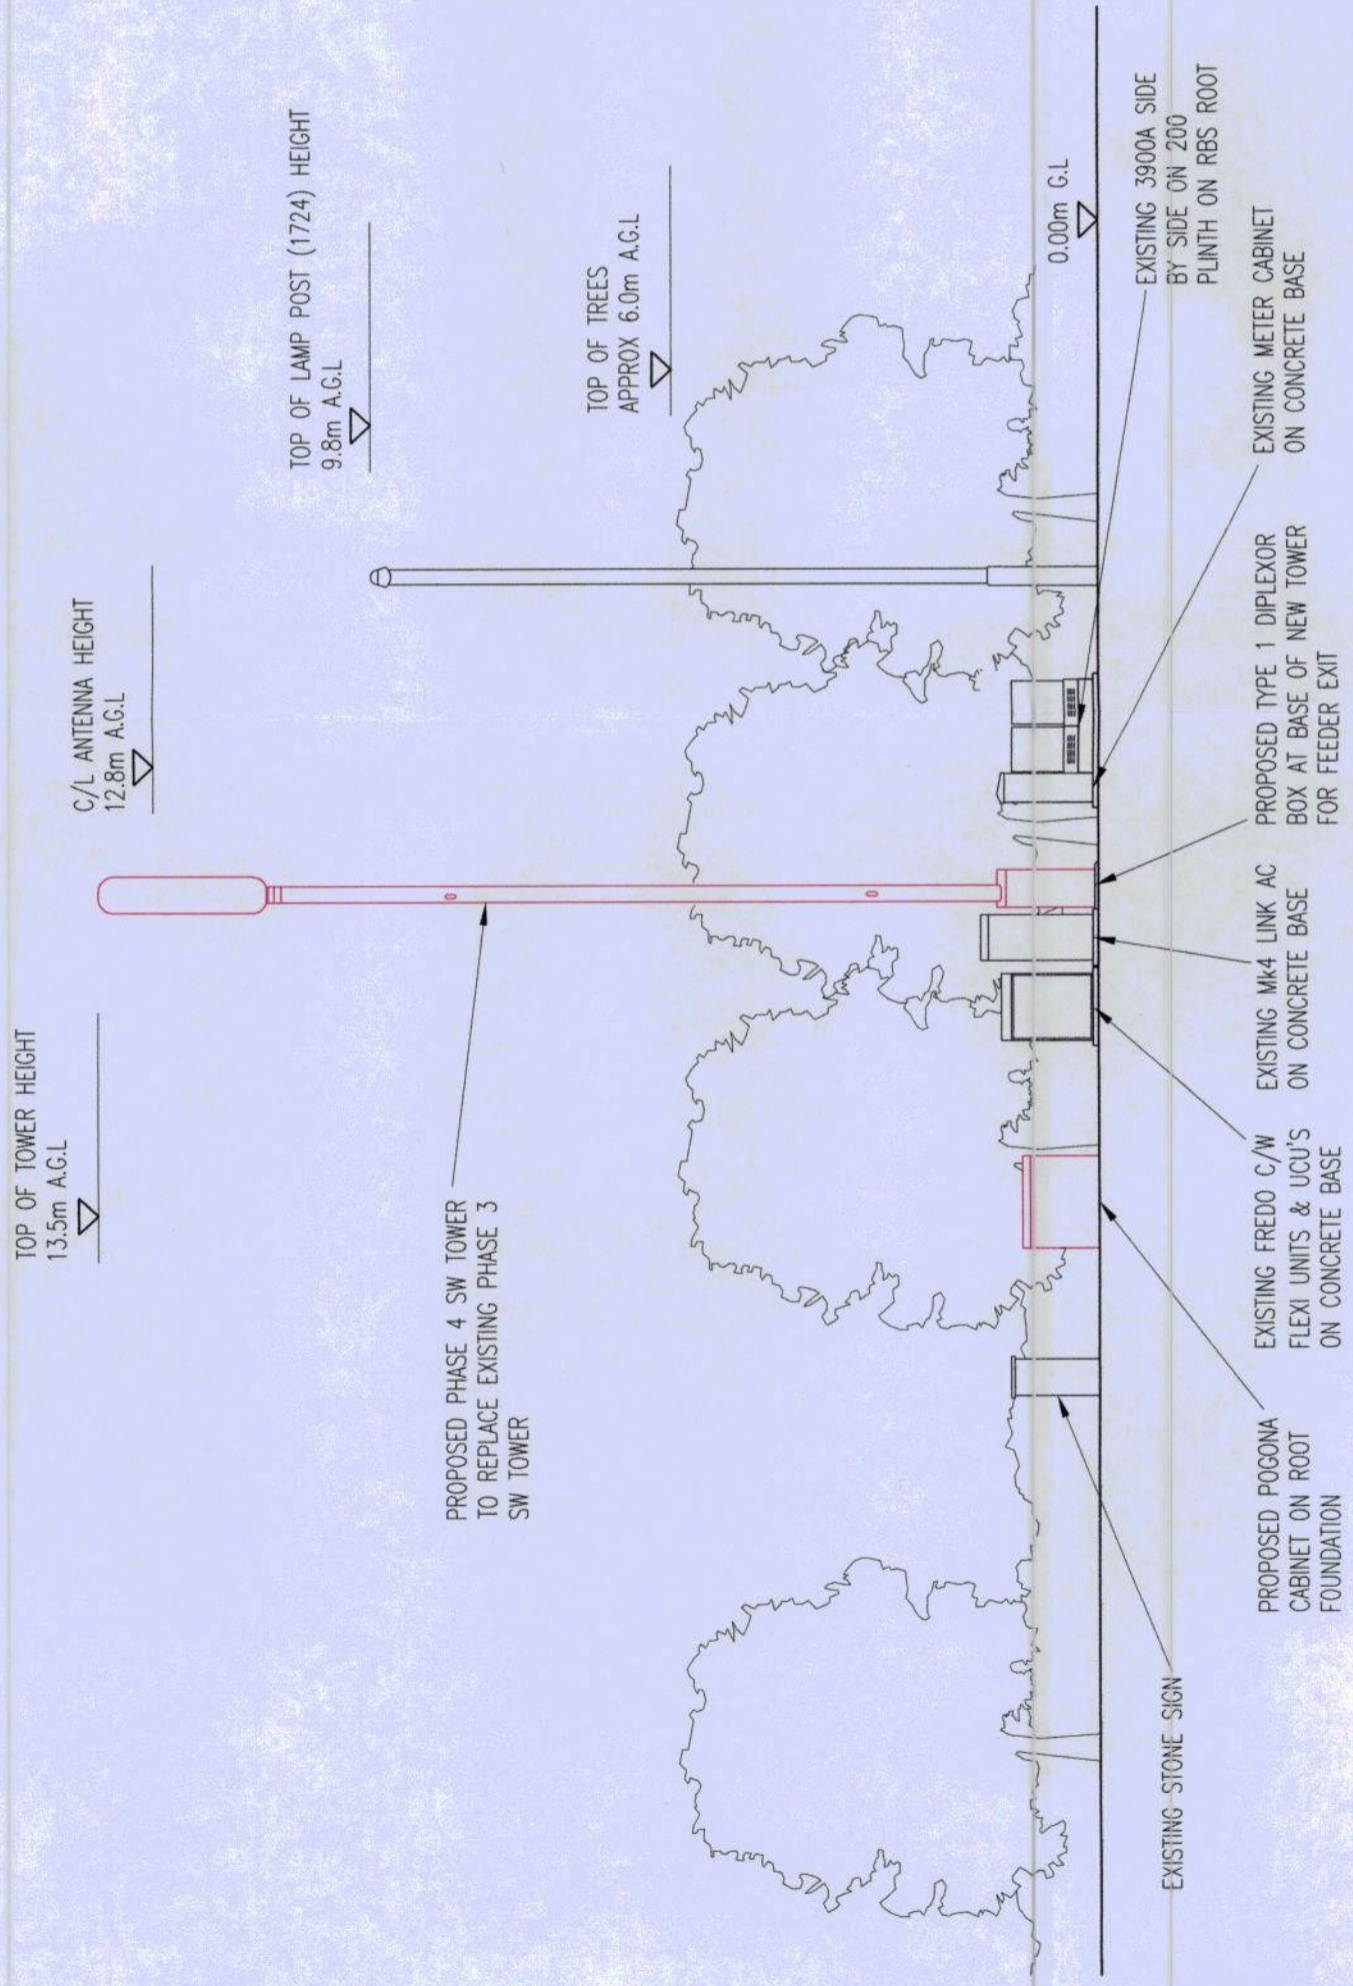 TOP OF TOWER HEIGHT
13.5m A.G.L
C/L ANTENNA HEIGHT
12.8m A.G.L
TOP OF LAMP POST (1724) HEIGHT
9.8m A.G.L
PROPOSED PHASE 4 SW TOWER
TO REPLACE EXISTING PHASE 3
SW TOWER
TOP OF TREES
APPROX 6.0m A.G.L
0.00m G.L
EXISTING STONE SIGN
PROPOSED POGONA
CABINET ON ROOT
FOUNDATION
EXISTING FREDO C/W
FLEXI UNITS & UCU'S
ON CONCRETE BASE
EXISTING Mk4 LINK AC
ON CONCRETE BASE
PROPOSED TYPE 1 DIPLEXOR
BOX AT BASE OF NEW TOWER
FOR FEEDER EXIT
EXISTING METER CABINET
ON CONCRETE BASE
EXISTING 3900A SIDE
BY SIDE ON 200
PLINTH ON RBS ROOT